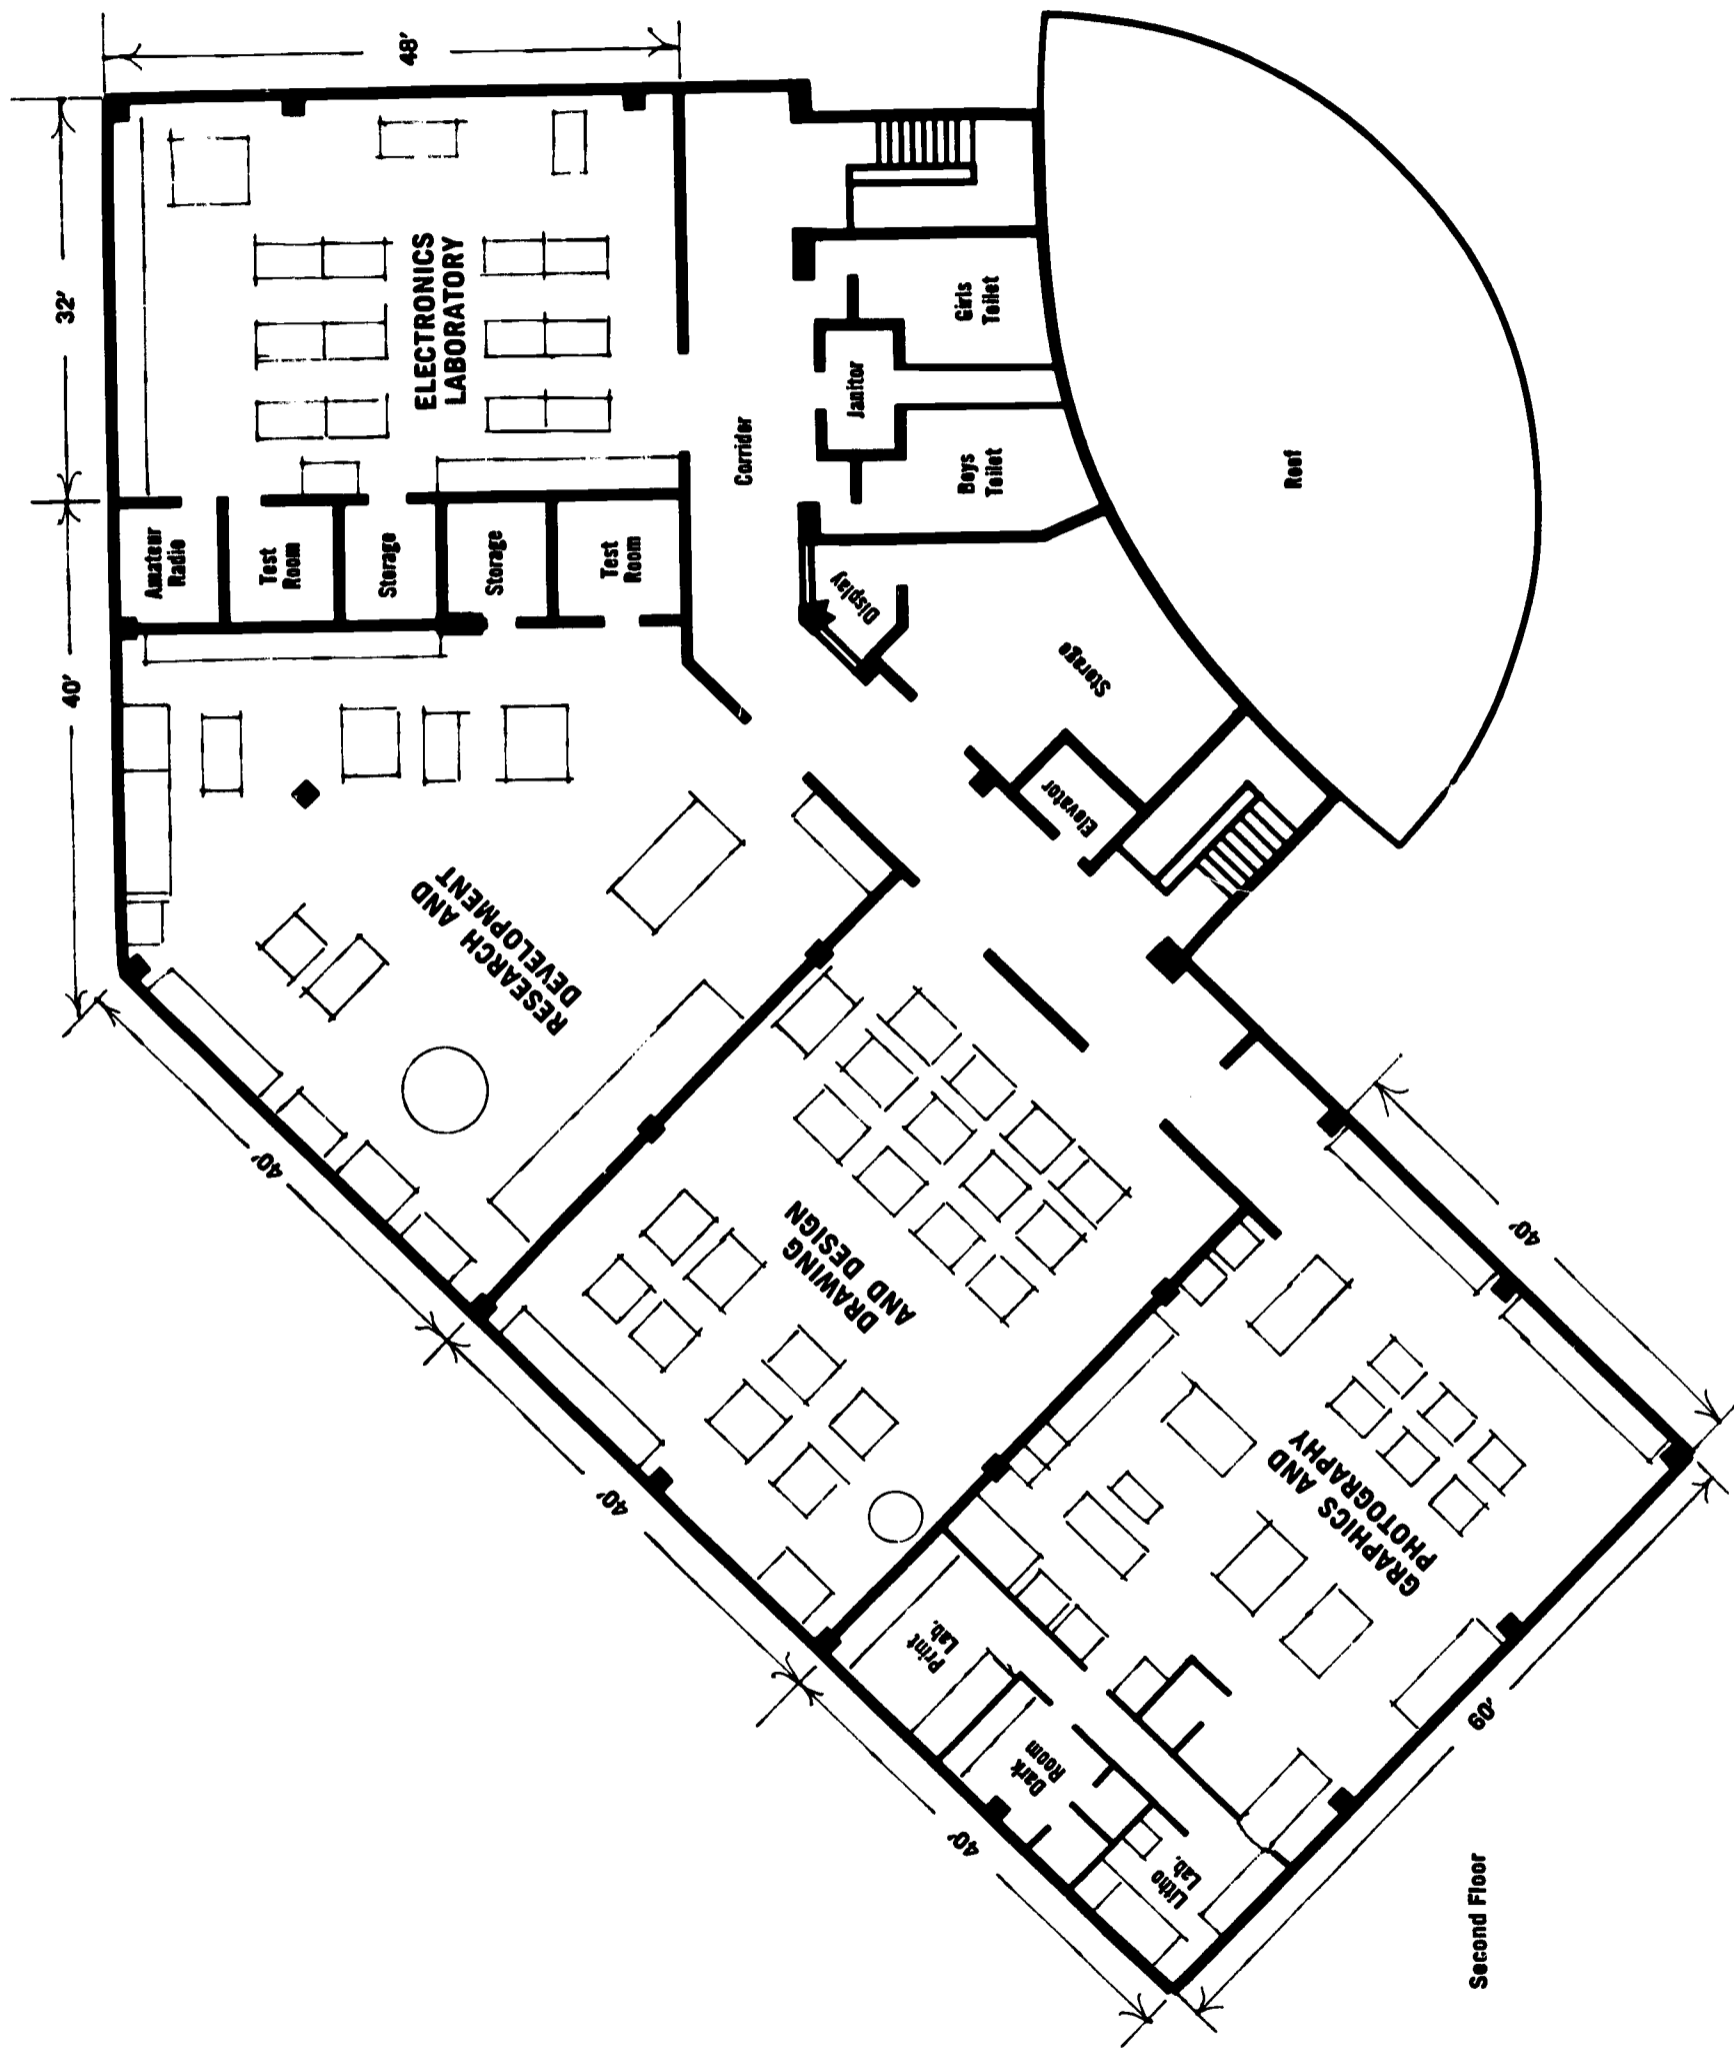 48'
32'
ELECTRONICS
LABORATORY
Girls
Toilet
Janitor
Corrider
Boys
Toilet
Roof
Amateur
Radio
Test
Room
Storage
Storage
Test
Room
Display
Storage
40'
Elevator
RESEARCH AND
DEVELOPMENT
40'
DRAWING
AND DESIGN
40'
40'
GRAPHICS AND
PHOTOGRAPHY
Print
Lab.
Dark
Room
Litho
Lab.
40'
60'
Second Floor